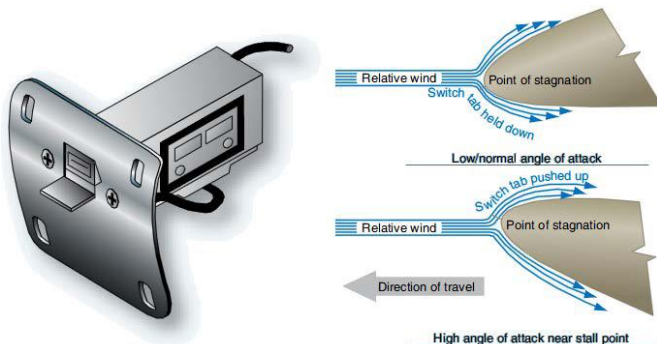 Relative wind
Point of stagnation
Switch tab held down
Low/normal angle of attack
Switch tab pushed up
Relative wind
Point of stagnation
Direction of travel
High angle of attack near stall point